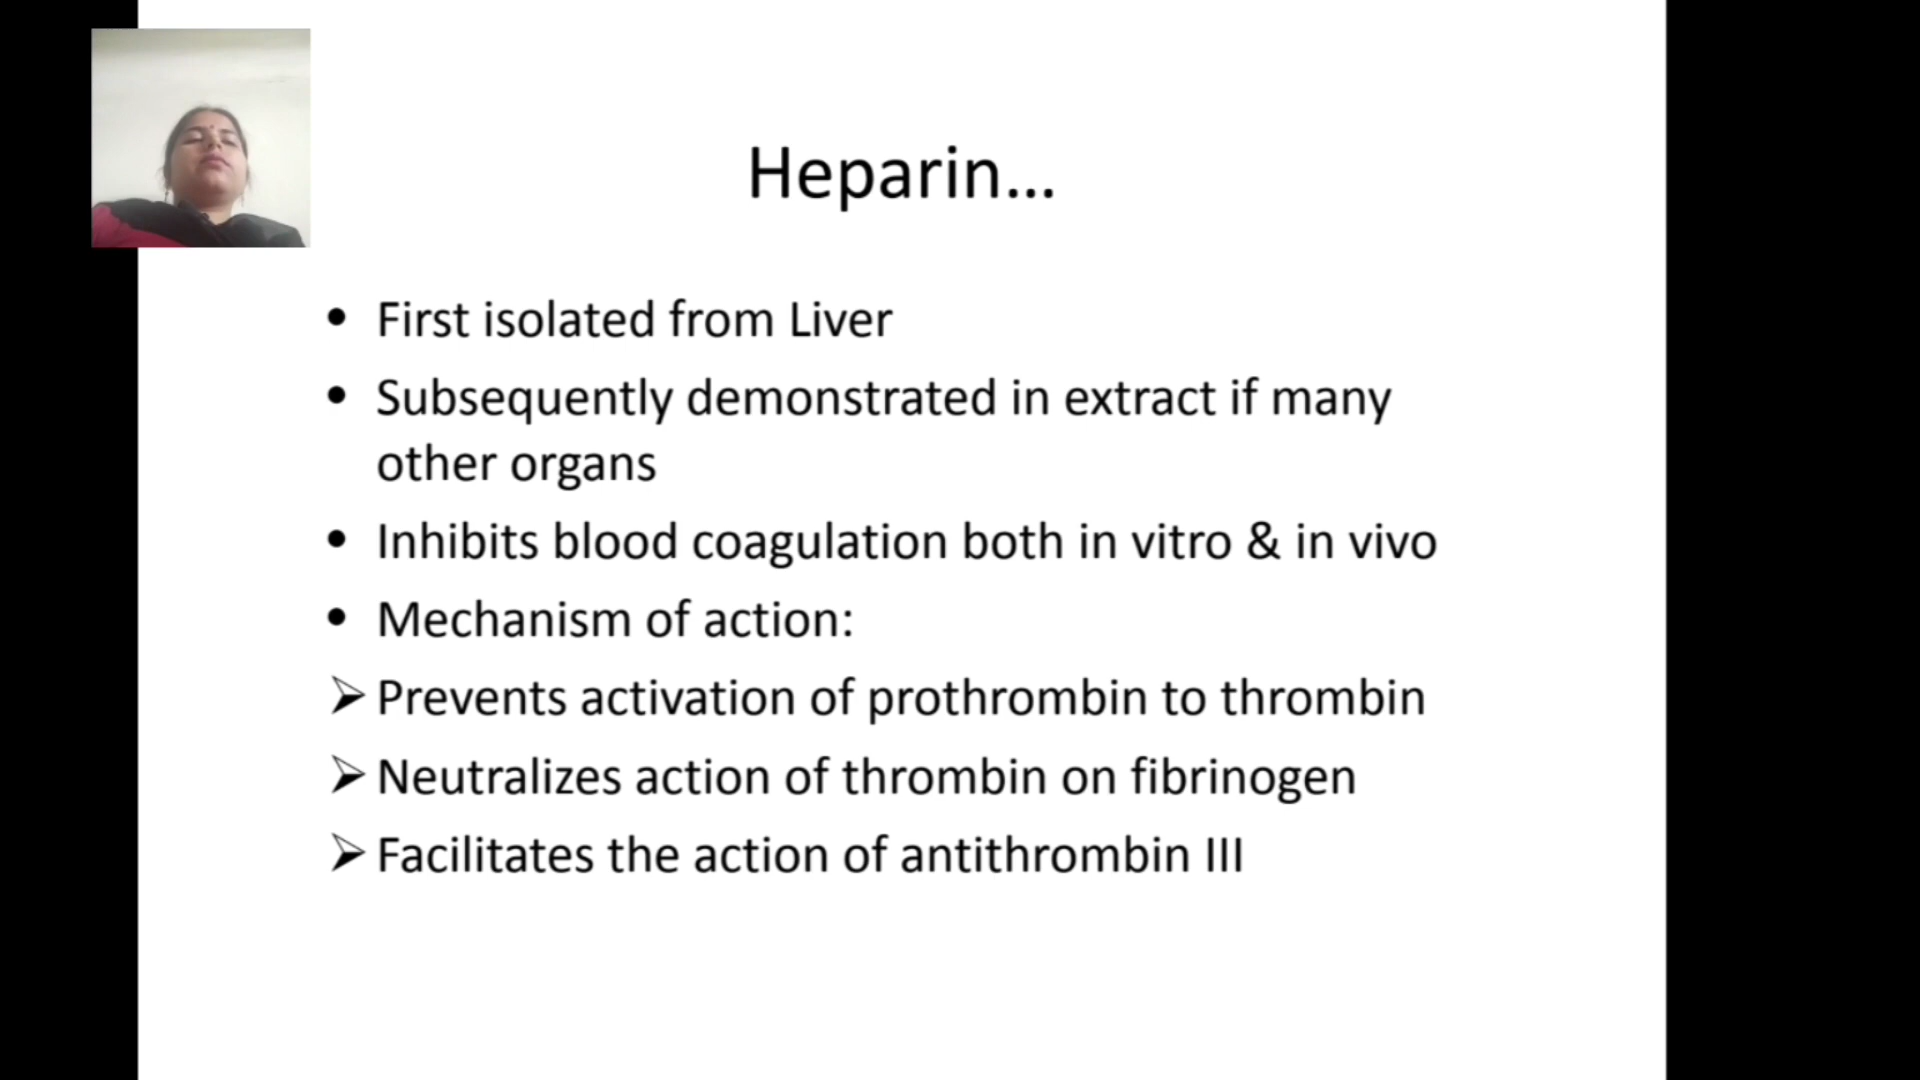 Heparin...
• First isolated from Liver
• Subsequently demonstrated in extract if many
other organs
• Inhibits blood coagulation both in vitro & in vivo
• Mechanism of action:
➢ Prevents activation of prothrombin to thrombin
➢ Neutralizes action of thrombin on fibrinogen
➢ Facilitates the action of antithrombin III